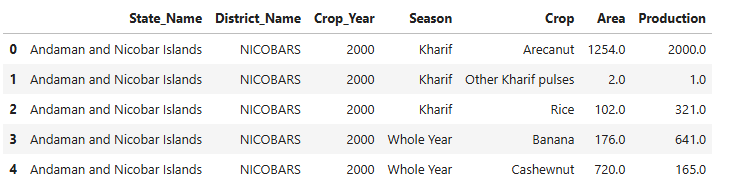 State_Name District_Name Crop_Year Season Crop Area Production
0 Andaman and Nicobar Islands NICOBARS 2000 Kharif Arecanut 1254.0 2000.0
1 Andaman and Nicobar Islands NICOBARS 2000 Kharif Other Kharif pulses 2.0 1.0
2 Andaman and Nicobar Islands NICOBARS 2000 Kharif Rice 102.0 321.0
3 Andaman and Nicobar Islands NICOBARS 2000 Whole Year Banana 176.0 641.0
4 Andaman and Nicobar Islands NICOBARS 2000 Whole Year Cashewnut 720.0 165.0